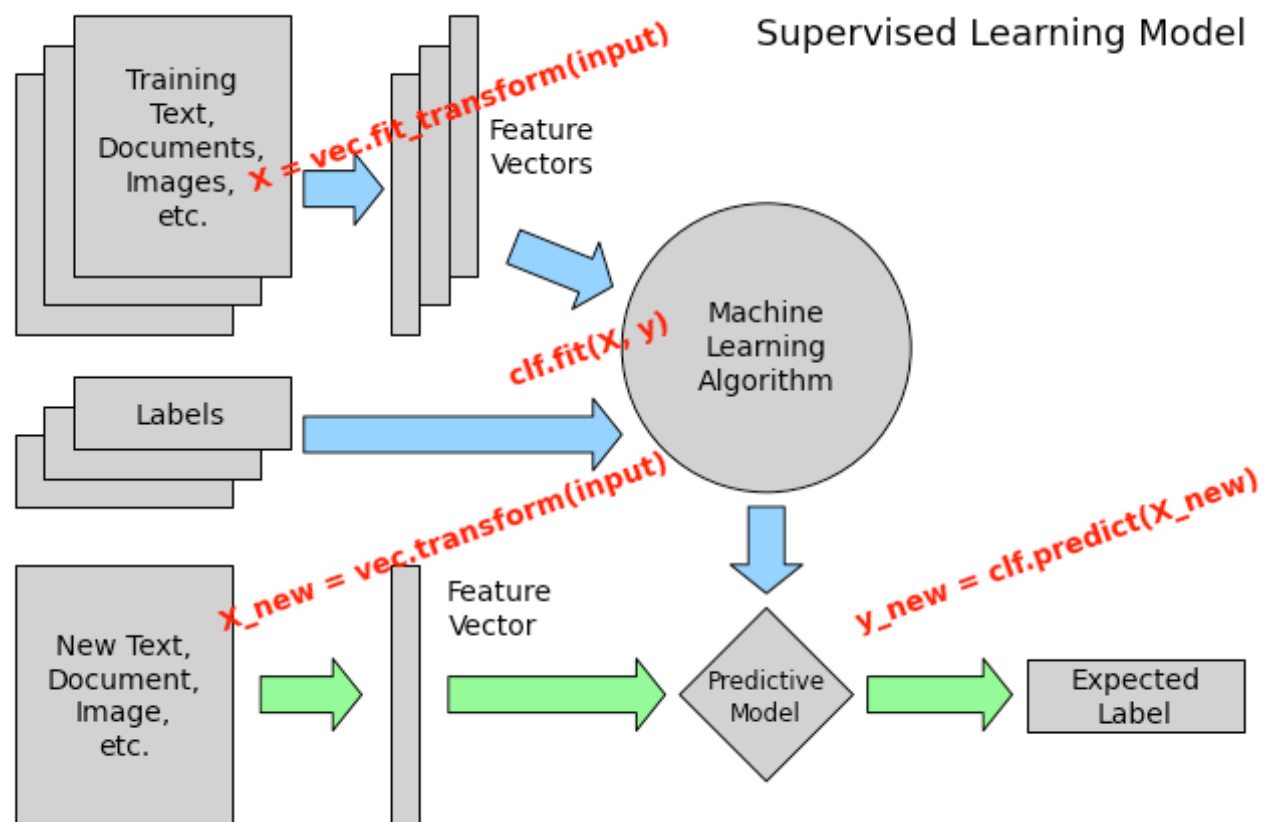 Supervised Learning Model
Training
Text,
Documents,
Images,
etc.
X = vec.fit_transform(input)
Feature
Vectors
Machine
Learning
Algorithm
clf.fit(X, y)
Labels
X_new = vec.transform(input)
New Text,
Document,
Image,
etc.
Feature
Vector
Predictive
Model
y_new = clf.predict(X_new)
Expected
Label